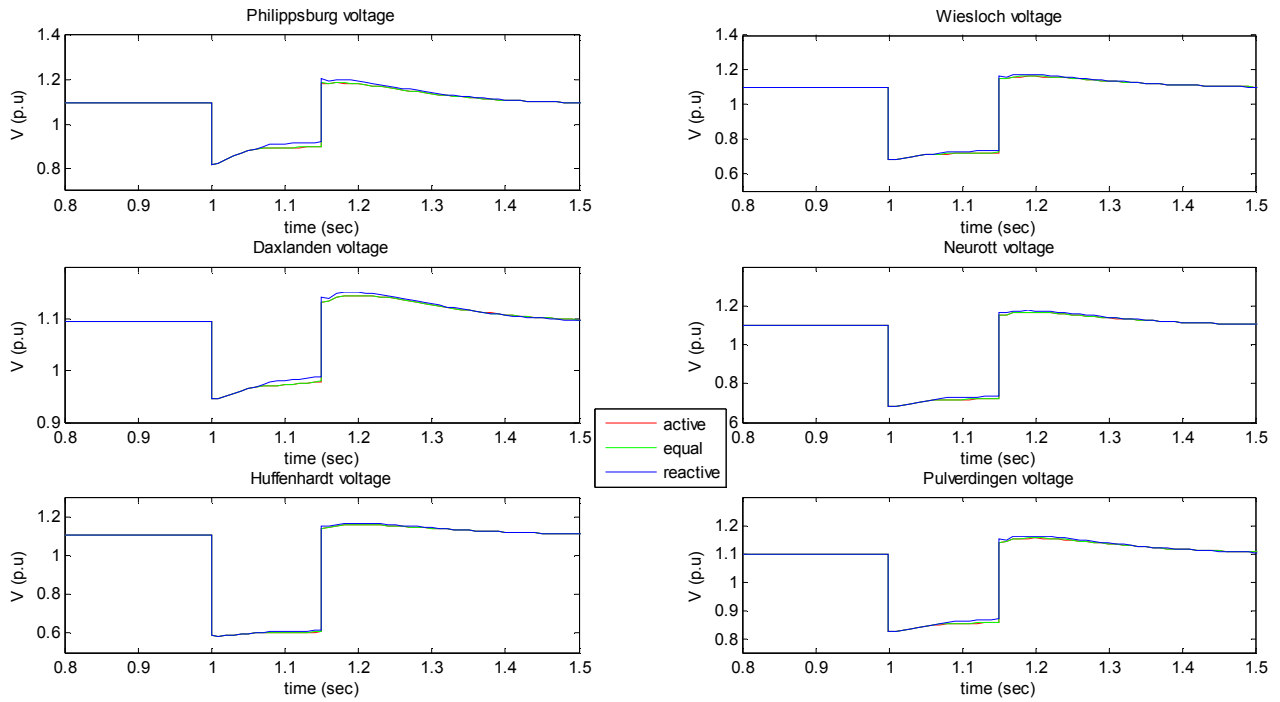 Philippsburg voltage
1.4
1.2
1
0.8
V (p.u)
0.8 0.9 1 1.1 1.2 1.3 1.4 1.5
time (sec)
Wiesloch voltage
1.4
1.2
1
0.8
0.6
V (p.u)
0.8 0.9 1 1.1 1.2 1.3 1.4 1.5
time (sec)
Daxlanden voltage
1.1
1
0.9
V (p.u)
0.8 0.9 1 1.1 1.2 1.3 1.4 1.5
time (sec)
Neurott voltage
1.2
1
0.8
6
V (p.u)
0.8 0.9 1 1.1 1.2 1.3 1.4 1.5
time (sec)
active
equal
reactive
Huffenhardt voltage
1.2
1
0.8
0.6
V (p.u)
0.8 0.9 1 1.1 1.2 1.3 1.4 1.5
time (sec)
Pulverdingen voltage
1.2
1.1
1
0.9
0.8
V (p.u)
0.8 0.9 1 1.1 1.2 1.3 1.4 1.5
time (sec)